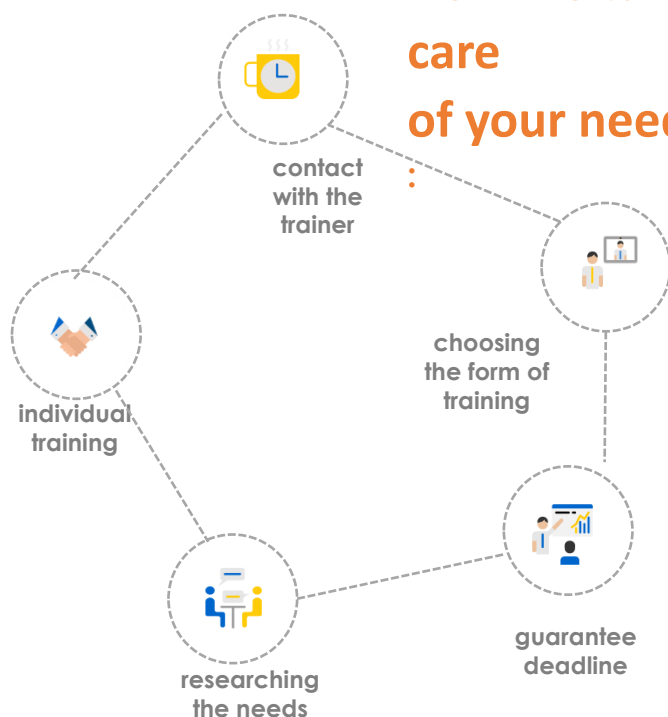 care
of your need
:
contact
with the
trainer
choosing
the form of
training
individual
training
guarantee
deadline
researching
the needs